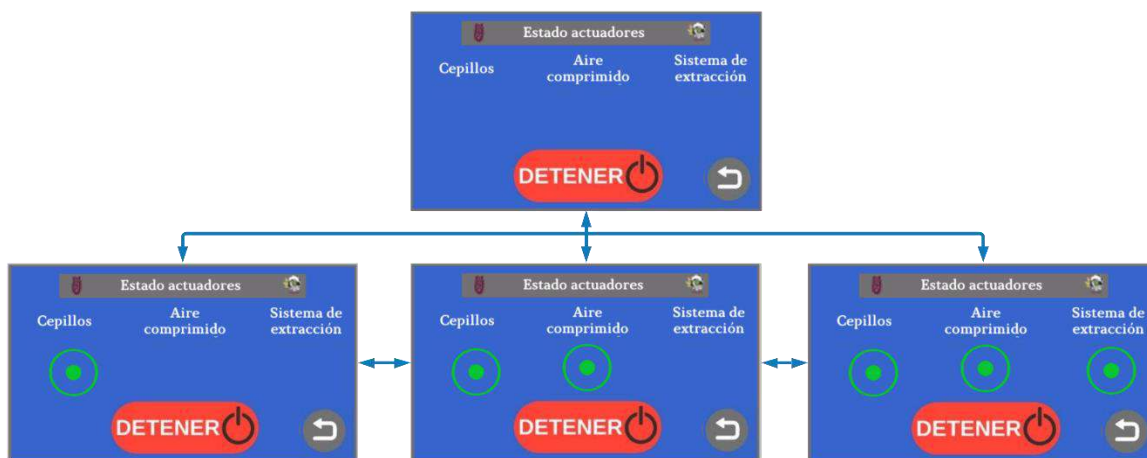 Estado actuadores
Cepillos
Aire
comprimido
Sistema de
extracción
DETENER
Estado actuadores
Cepillos
Aire
comprimido
Sistema de
extracción
DETENER
Estado actuadores
Cepillos
Aire
comprimido
Sistema de
extracción
DETENER
Estado actuadores
Cepillos
Aire
comprimido
Sistema de
extracción
DETENER